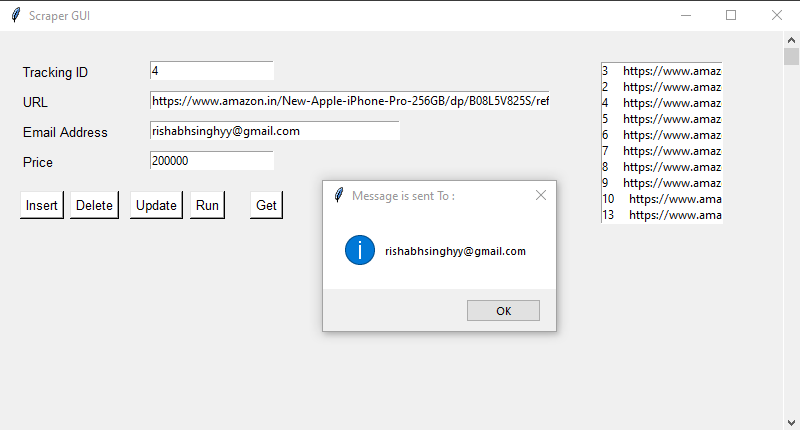 Scraper GUI
Tracking ID
4
URL
https://www.amazon.in/New-Apple-iPhone-Pro-256GB/dp/B08L5V825S/ref
Email Address
rishabhsinghyy@gmail.com
Price
200000
Insert
Delete
Update
Run
Get
3 https://www.amaz
2 https://www.amaz
4 https://www.amaz
5 https://www.amaz
6 https://www.amaz
7 https://www.amaz
8 https://www.amaz
9 https://www.amaz
10 https://www.ama
13 https://www.ama
Message is sent To :
rishabhsinghyy@gmail.com
OK